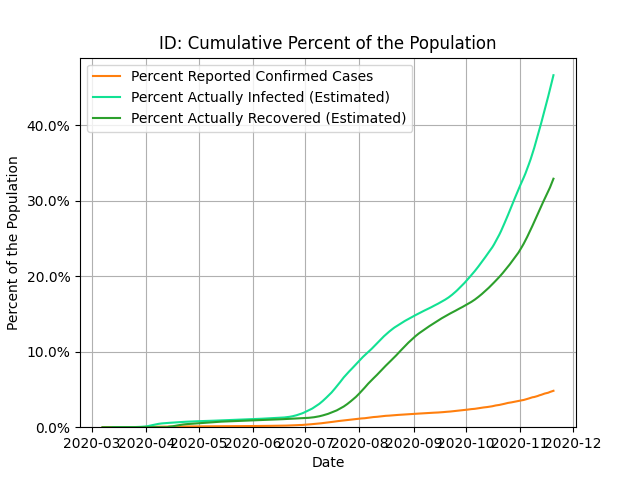 ID: Cumulative Percent of the Population
Percent Reported Confirmed Cases
Percent Actually Infected (Estimated)
Percent Actually Recovered (Estimated)
Percent of the Population
40.0%
30.0%
20.0%
10.0%
0.0%
2020-03 2020-04 2020-05 2020-06 2020-07 2020-08 2020-09 2020-10 2020-11 2020-12
Date